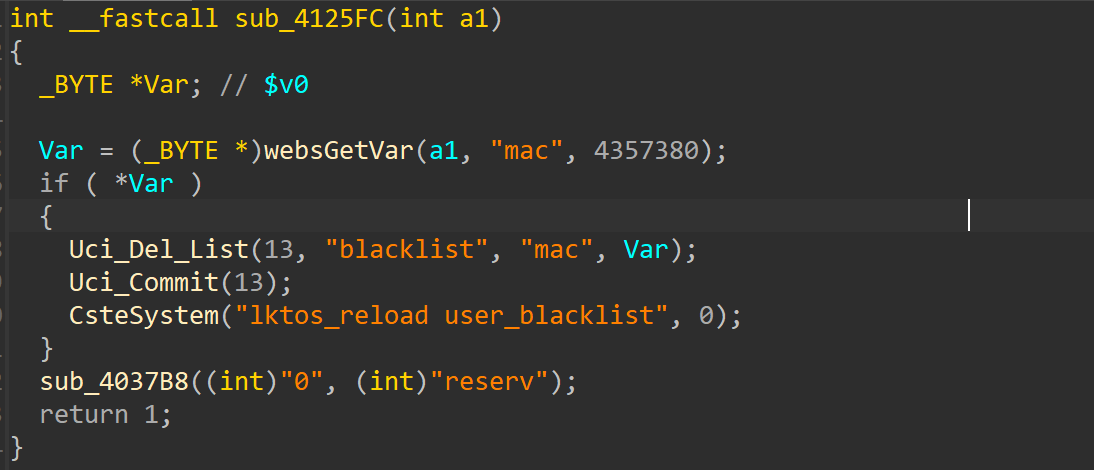 int __fastcall sub_4125FC(int a1)
{
  _BYTE *Var; // $v0

  Var = (_BYTE *)websGetVar(a1, "mac", 4357380);
  if ( *Var )
  {
    Uci_Del_List(13, "blacklist", "mac", Var);
    Uci_Commit(13);
    CsteSystem("lktos_reload user_blacklist", 0);
  }
  sub_4037B8((int)"0", (int)"reserv");
  return 1;
}